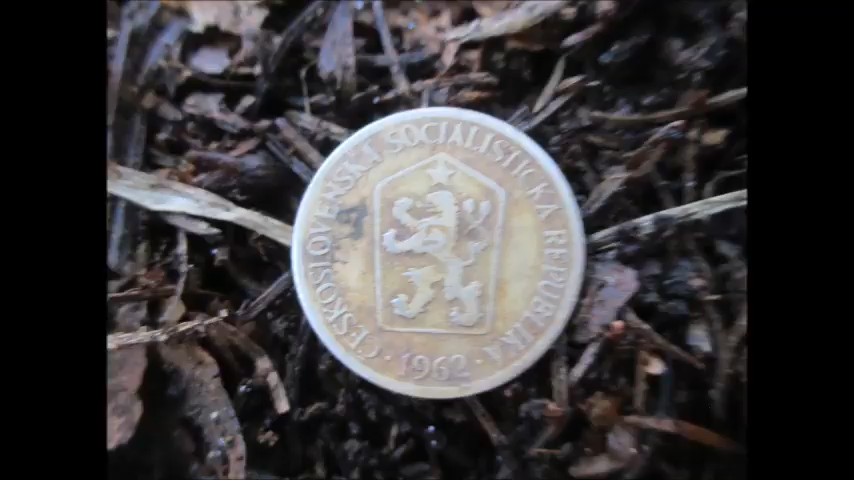 ČESKOSLOVENSKÁ SOCIALISTICKÁ REPUBLIKA
· 1962 ·